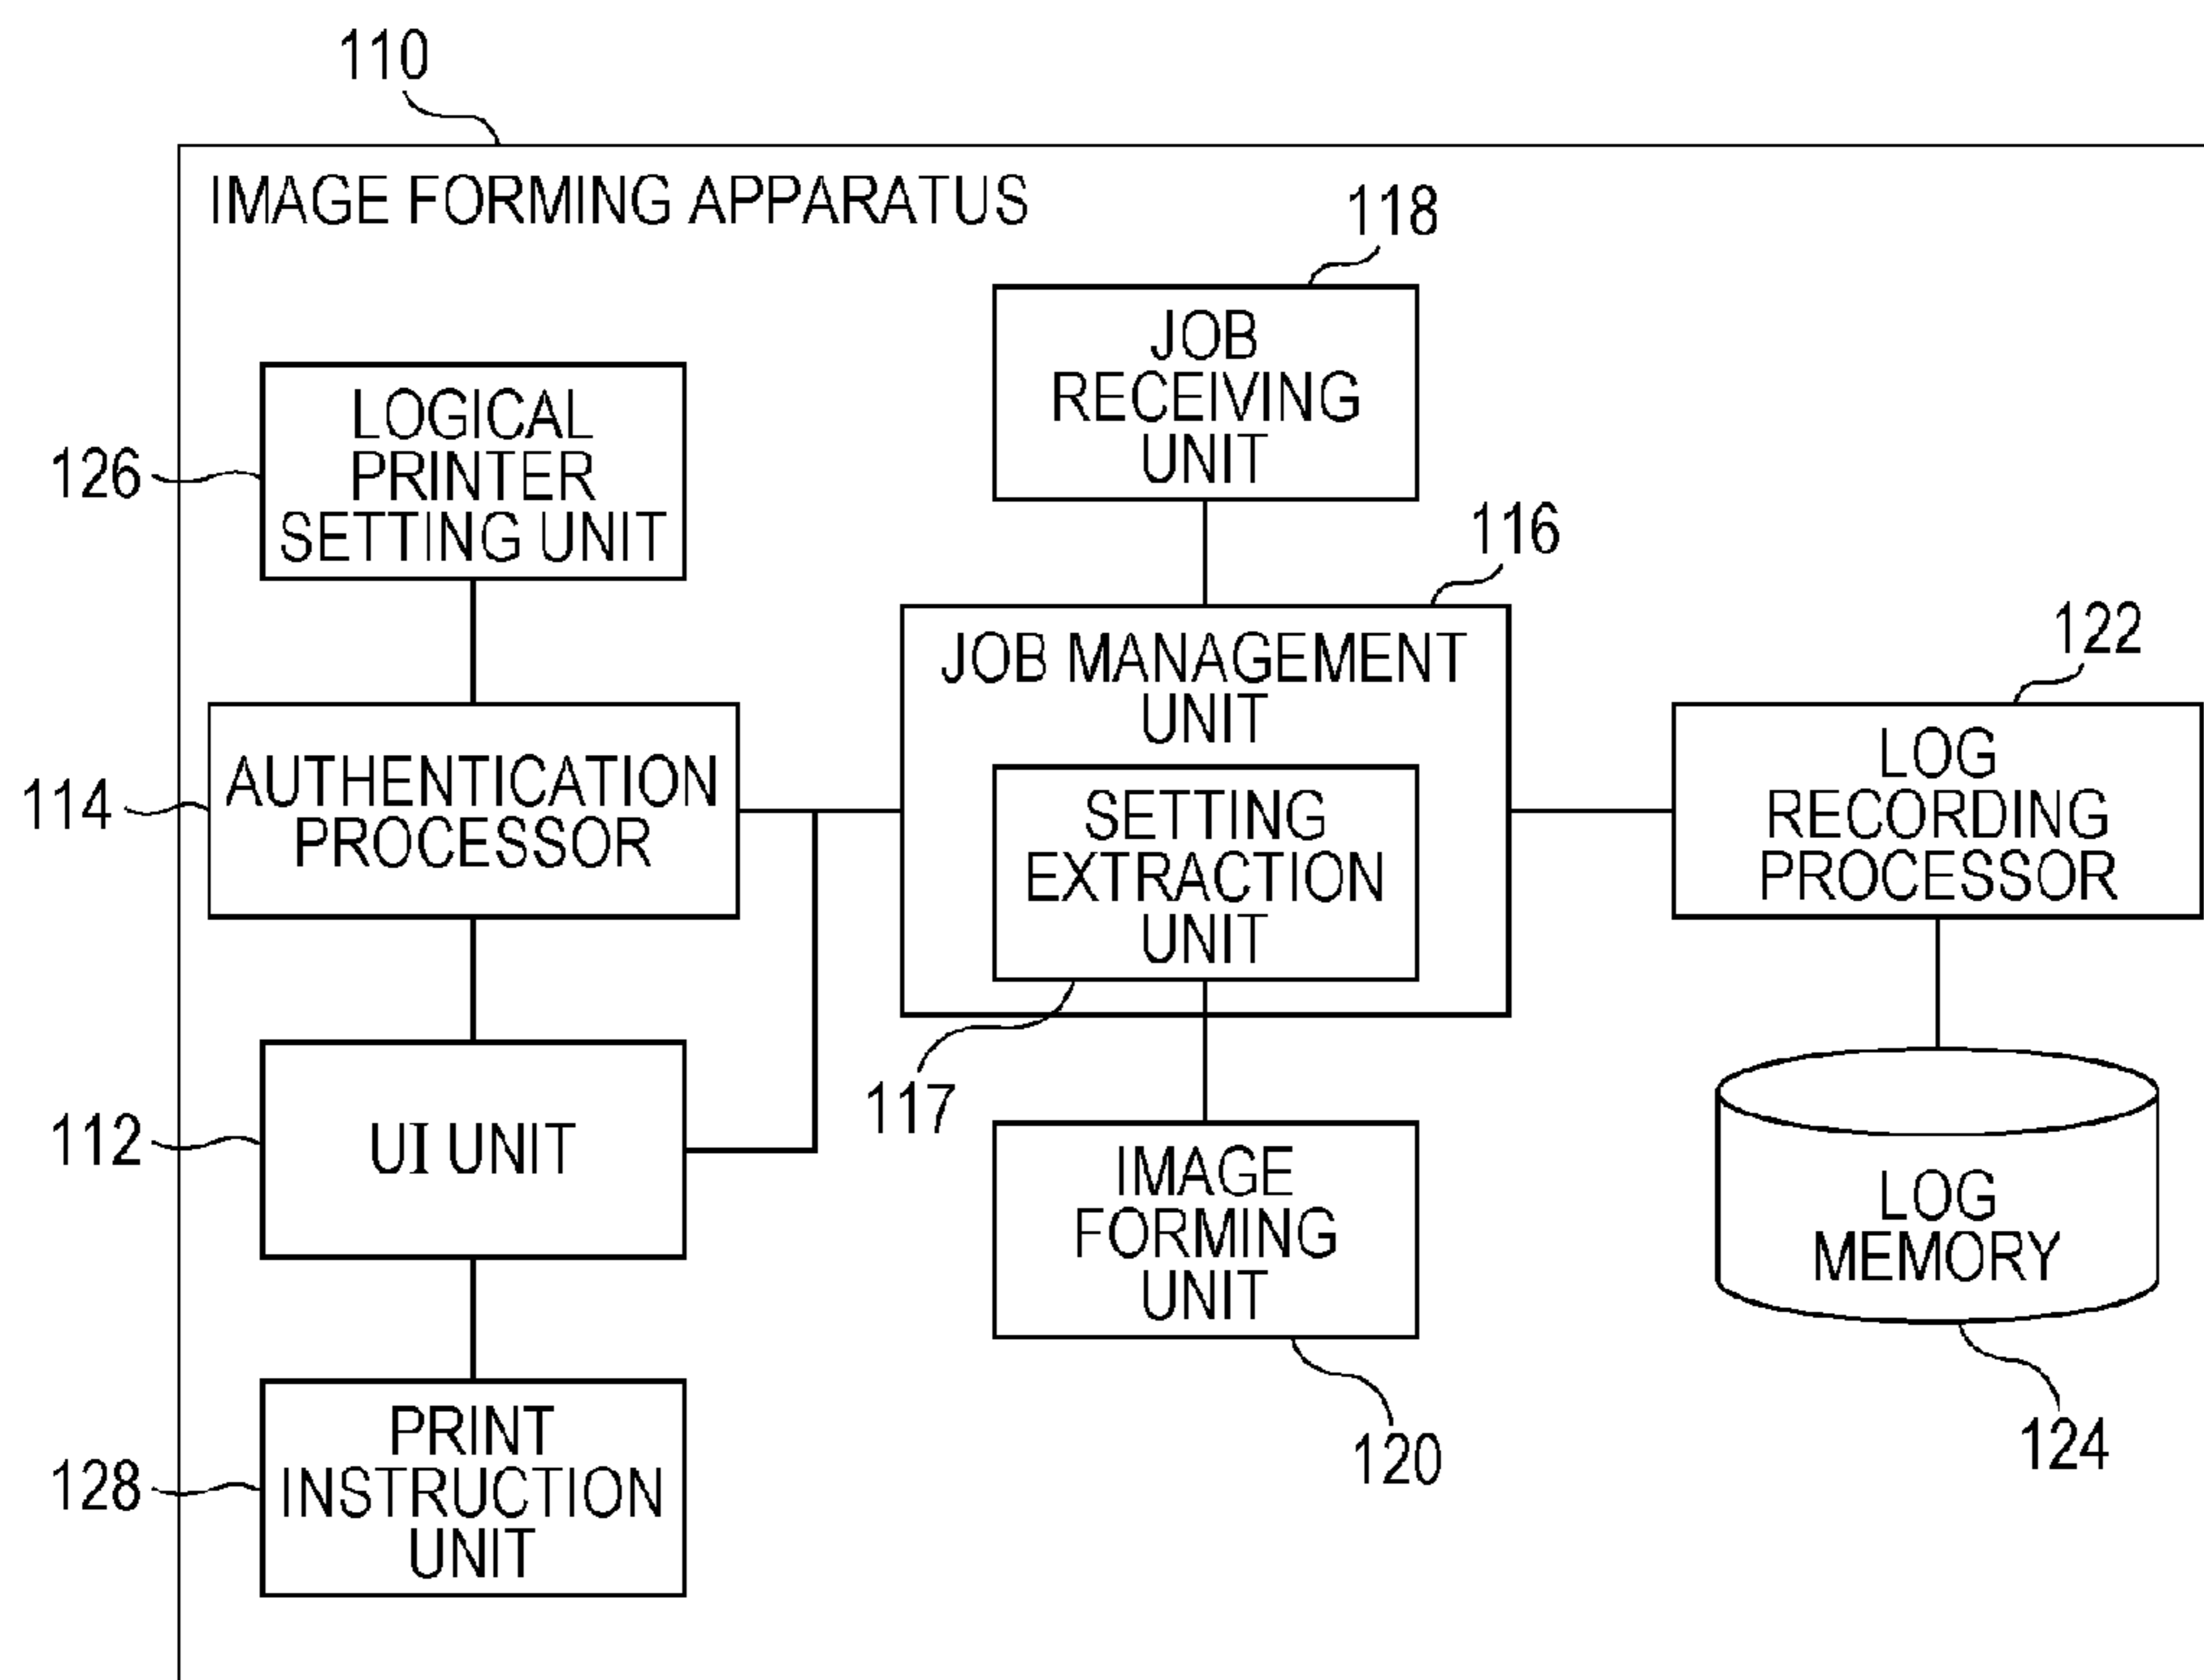 110
IMAGE FORMING APPARATUS
118
JOB
RECEIVING
UNIT
126
LOGICAL
PRINTER
SETTING UNIT
116
JOB MANAGEMENT
UNIT
122
LOG
RECORDING
PROCESSOR
114
AUTHENTICATION
PROCESSOR
SETTING
EXTRACTION
UNIT
117
112
UI UNIT
IMAGE
FORMING
UNIT
120
LOG
MEMORY
124
128
PRINT
INSTRUCTION
UNIT